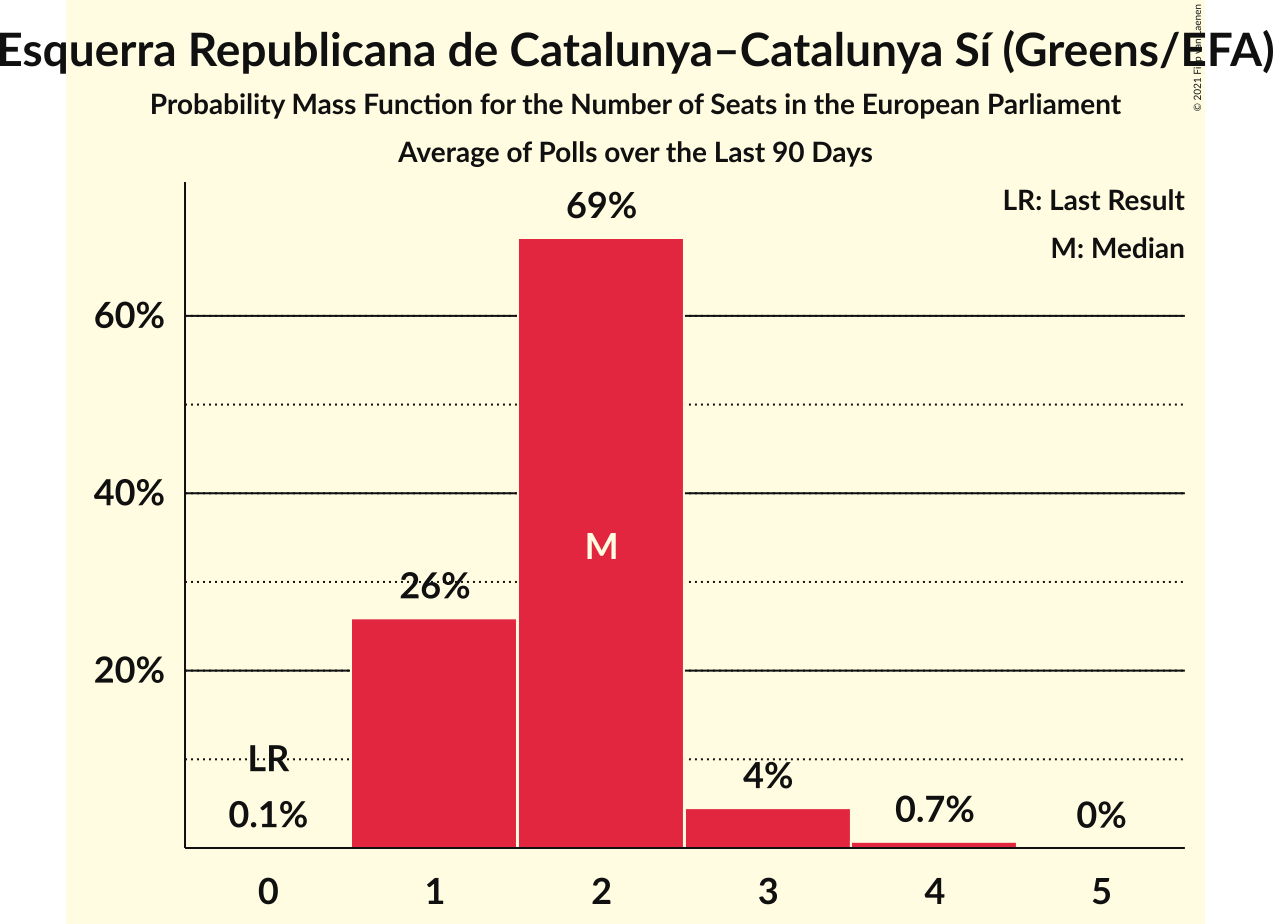 Esquerra Republicana de Catalunya–Catalunya Sí (Greens/EFA)
Probability Mass Function for the Number of Seats in the European Parliament
Average of Polls over the Last 90 Days
© 2021
LR: Last Result
M: Median
69%
60%
40%
M
26%
20%
LR
4%
0.1%
0.7%
0%
0 1 2 3 4 5